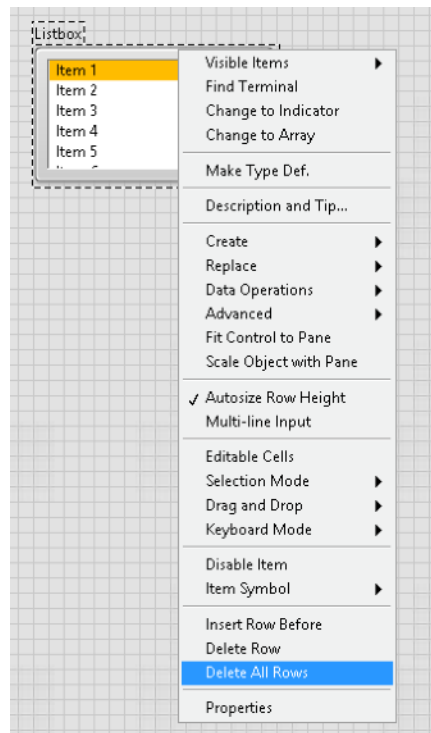 Listbox
Item 1
Item 2
Item 3
Item 4
Item 5
Visible Items
Find Terminal
Change to Indicator
Change to Array
Make Type Def.
Description and Tip...
Create
Replace
Data Operations
Advanced
Fit Control to Pane
Scale Object with Pane
Autosize Row Height
Multi-line Input
Editable Cells
Selection Mode
Drag and Drop
Keyboard Mode
Disable Item
Item Symbol
Insert Row Before
Delete Row
Delete All Rows
Properties